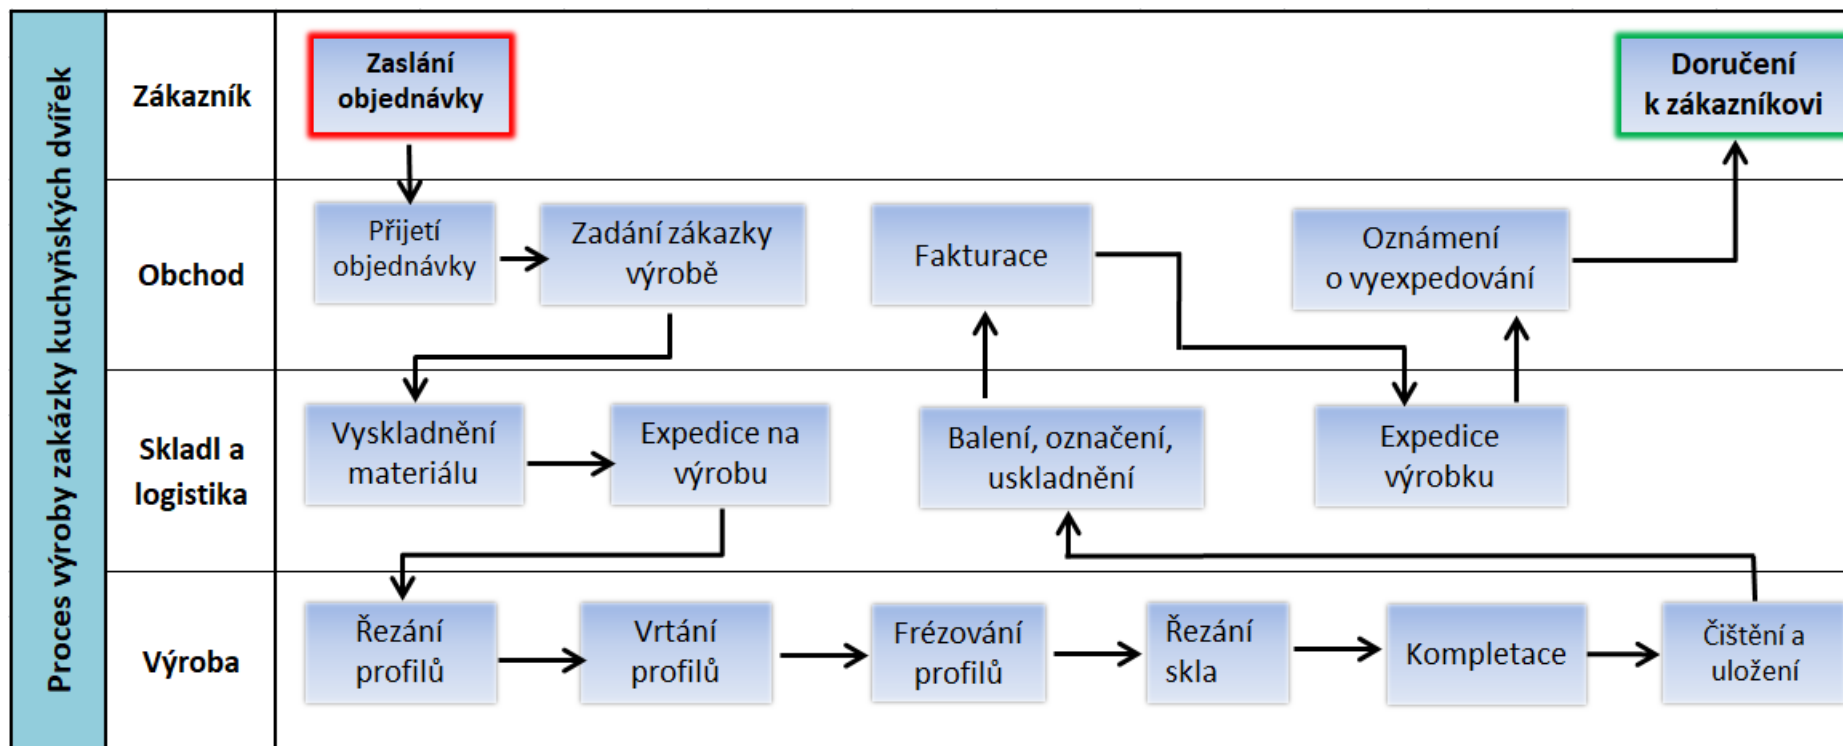 Proces výroby zakázky kuchyňských dvířek
Zákazník
Zaslání
objednávky
Doručení
k zákazníkovi
Obchod
Přijetí
objednávky
Zadání zákazky
výrobě
Fakturace
Oznámení
o vyexpedování
Skladl a
logistika
Vyskladnění
materiálu
Expedice na
výrobu
Balení, označení,
uskladnění
Expedice
výrobku
Výroba
Řezání
profilů
Vrtání
profilů
Frézování
profilů
Řezání
skla
Kompletace
Čištění a
uložení